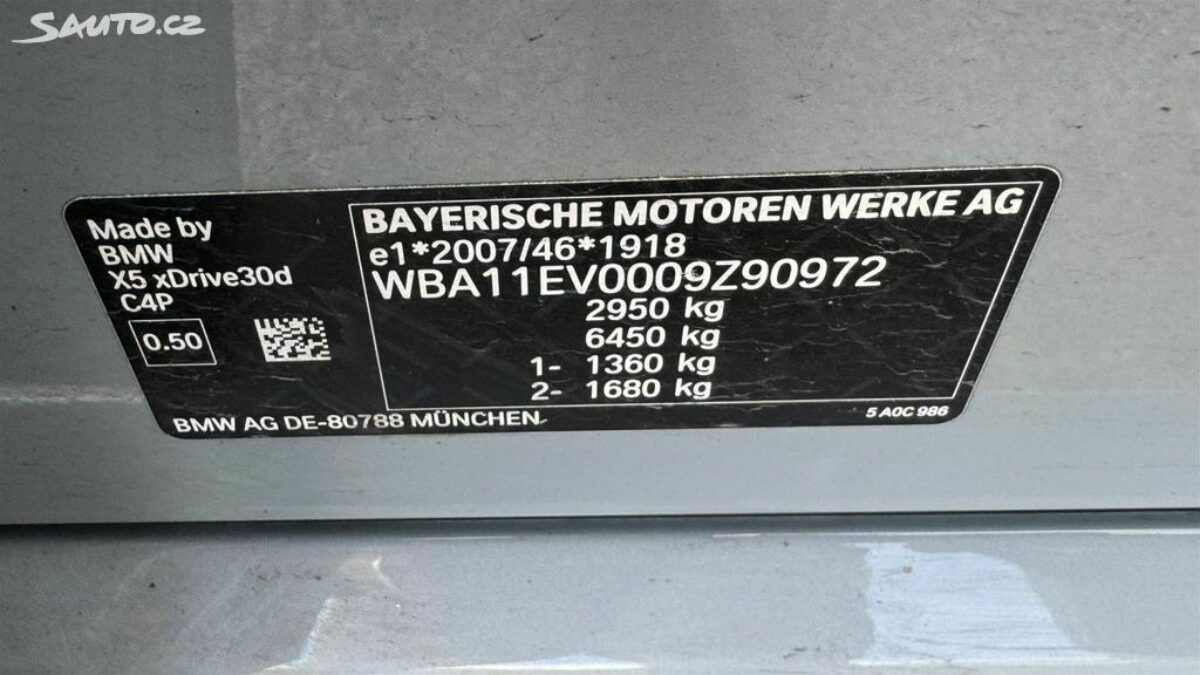 SAUTO.CZ
Made by
BMW
X5 xDrive30d
C4P
0.50
BAYERISCHE MOTOREN WERKE AG
e1*2007/46*1918
WBA11EV0009Z90972
2950 kg
6450 kg
1- 1360 kg
2- 1680 kg
BMW AG DE-80788 MÜNCHEN
5 A0C 986